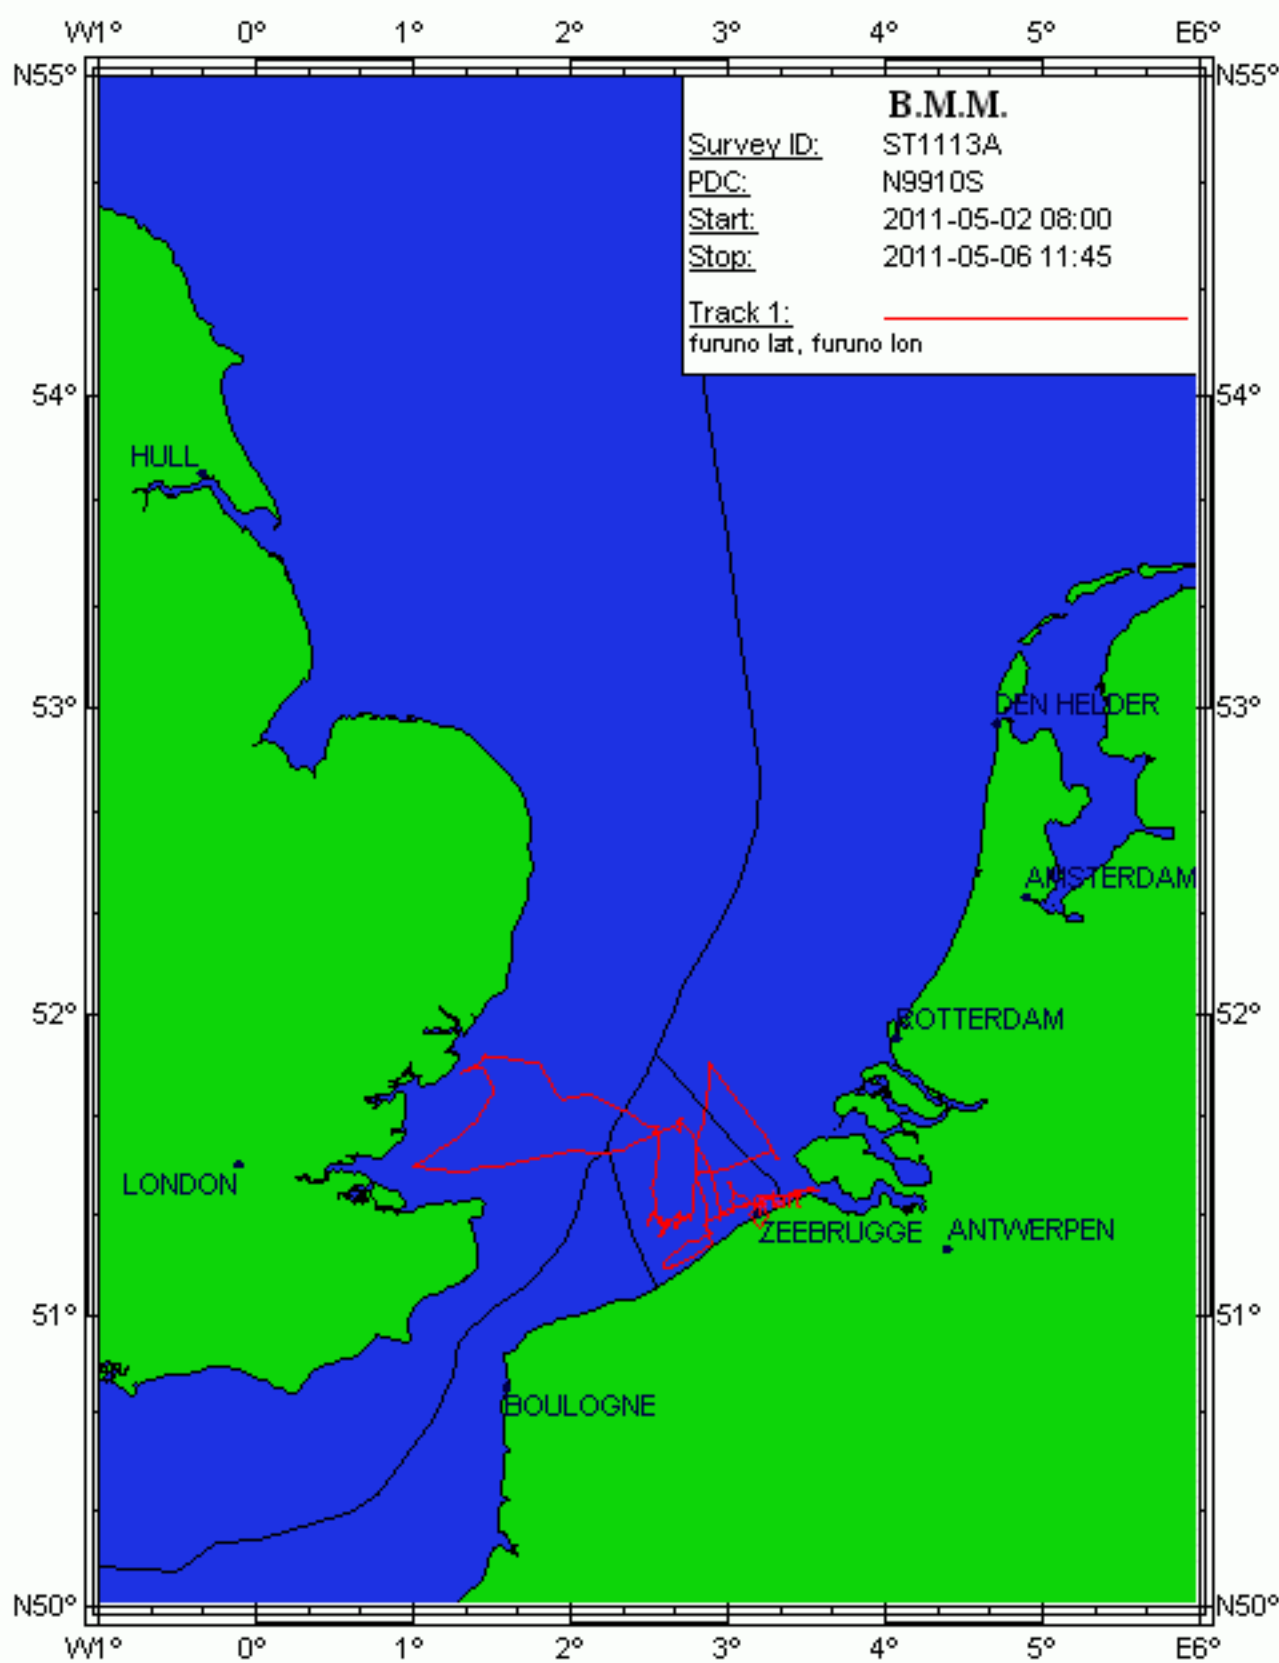 W1° 0° 1° 2° 3° 4° 5° E6°
N55° N55°
B.M.M.
Survey ID: ST1113A
PDC: N9910S
Start: 2011-05-02 08:00
Stop: 2011-05-06 11:45
Track 1:
furuno lat, furuno lon
54° 54°
HULL
53° DEN HELDER 53°
AMSTERDAM
52° ROTTERDAM 52°
LONDON
ZEEBRUGGE ANTWERPEN
51° 51°
BOULOGNE
N50° N50°
W1° 0° 1° 2° 3° 4° 5° E6°